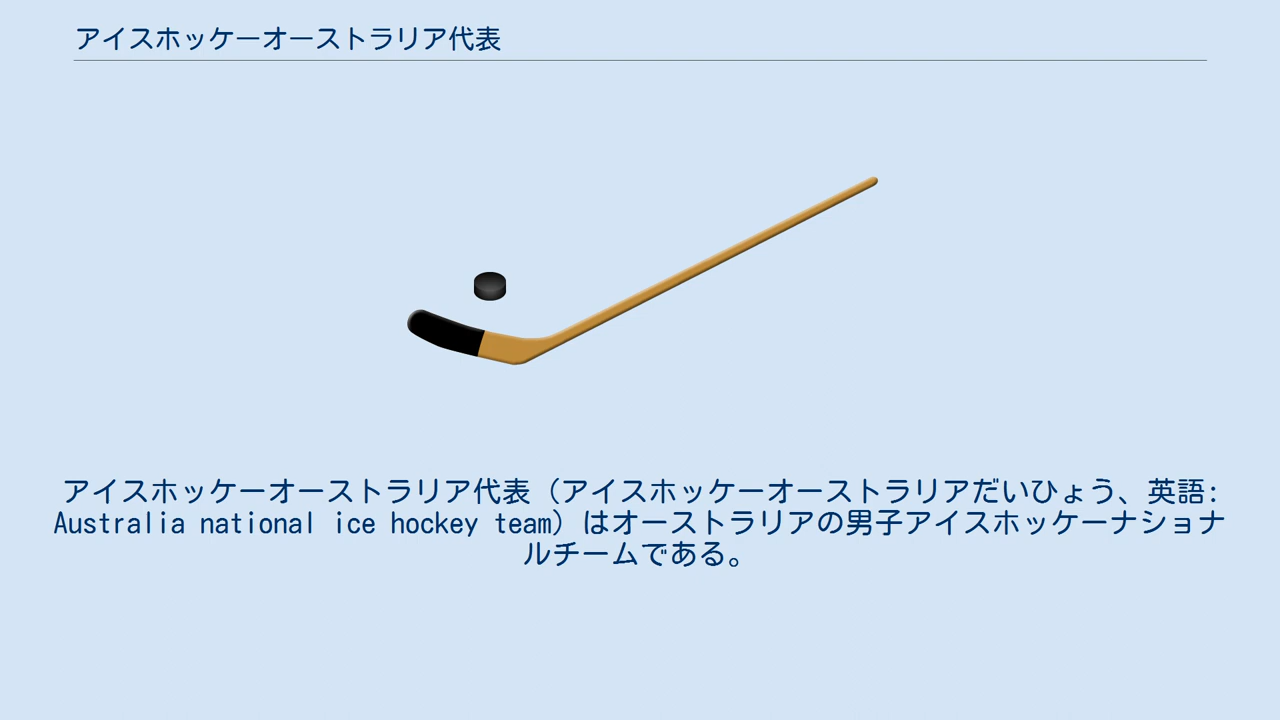 アイスホッケーオーストラリア代表
アイスホッケーオーストラリア代表（アイスホッケーオーストラリアだいひょう、英語:
Australia national ice hockey team）はオーストラリアの男子アイスホッケーナショナ
ルチームである。